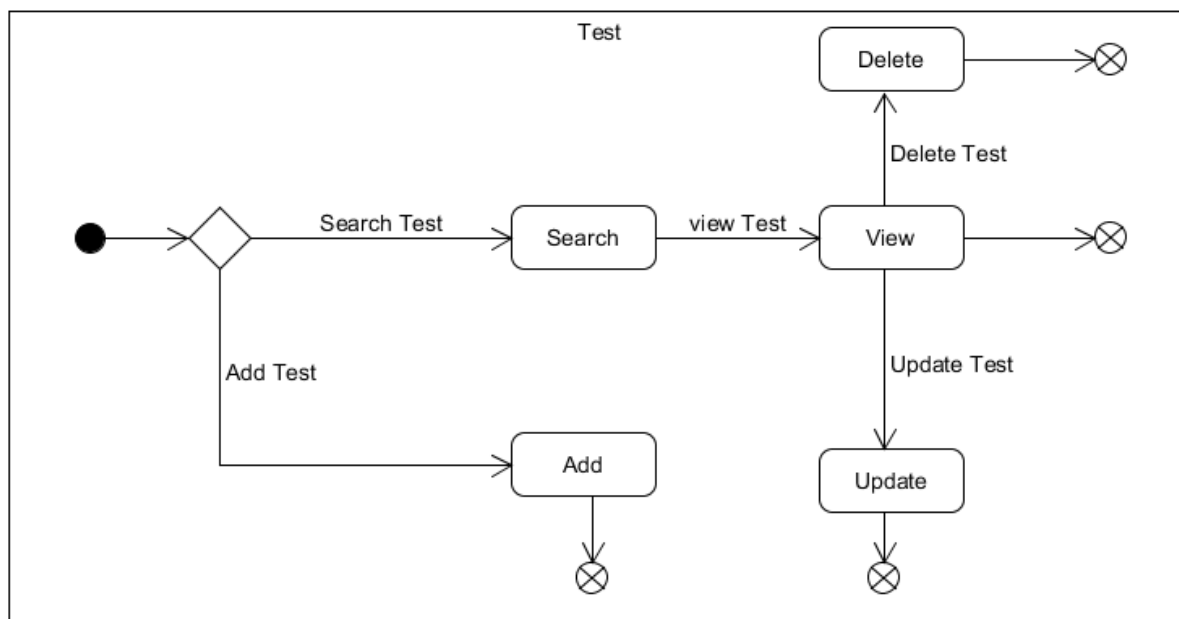 Test
Delete
Delete Test
Search Test
Search
view Test
View
Add Test
Update Test
Add
Update